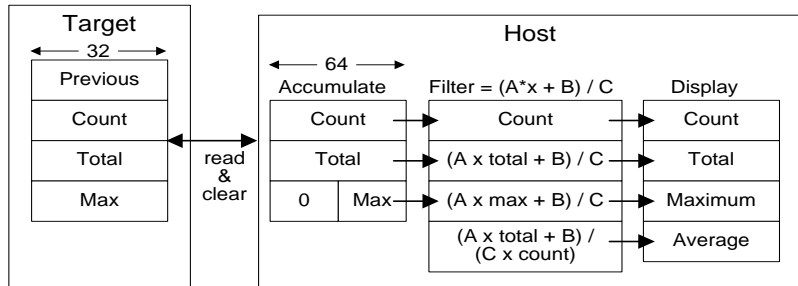 Target
32
Previous
Count
Total
Max
read
&
clear
Host
64
Accumulate
Count
Total
0 Max
Filter = (A*x + B) / C
Count
(A x total + B) / C
(A x max + B) / C
(A x total + B) /
(C x count)
Display
Count
Total
Maximum
Average